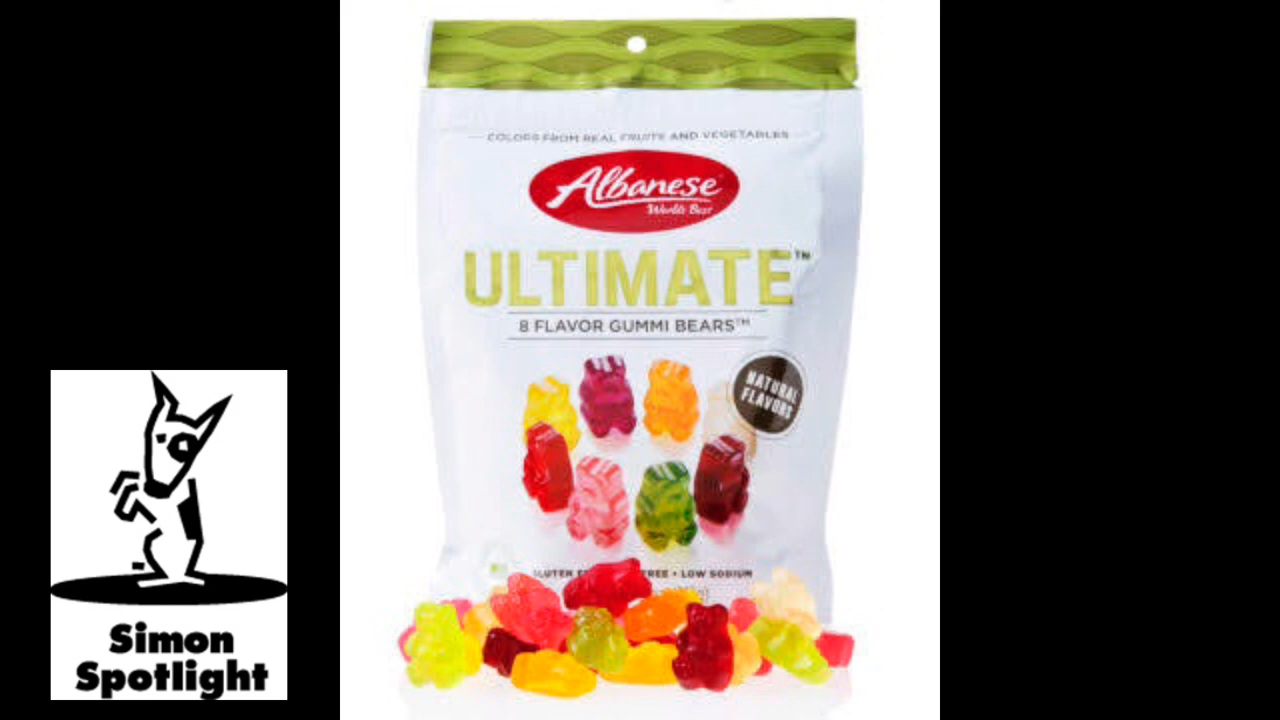 COLORS FROM REAL FRUITS AND VEGETABLES
Albanese
World's Best
ULTIMATE™
8 FLAVOR GUMMI BEARS™
NATURAL
FLAVORS
FREE • LOW SODIUM
Simon
Spotlight